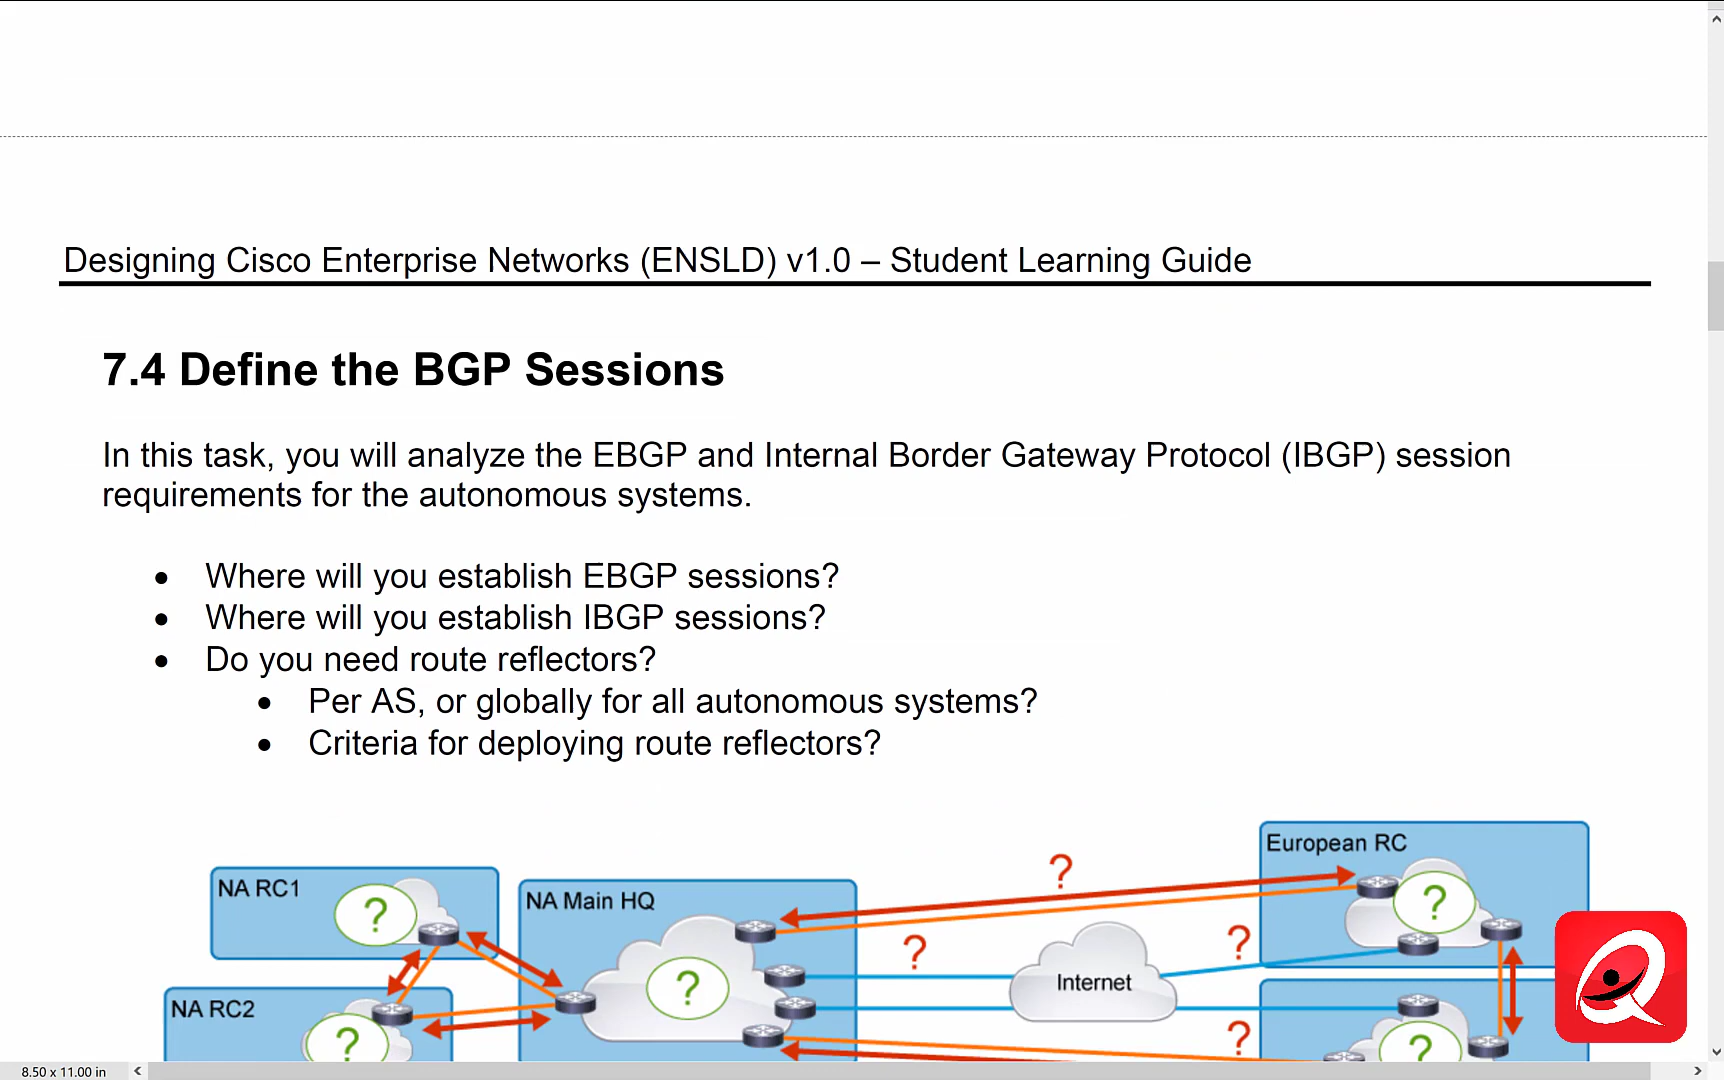 Designing Cisco Enterprise Networks (ENSLD) v1.0 – Student Learning Guide
7.4 Define the BGP Sessions
In this task, you will analyze the EBGP and Internal Border Gateway Protocol (IBGP) session
requirements for the autonomous systems.
• Where will you establish EBGP sessions?
• Where will you establish IBGP sessions?
• Do you need route reflectors?
• Per AS, or globally for all autonomous systems?
• Criteria for deploying route reflectors?
European RC
?
NA RC1
NA Main HQ
?
?
?
?
?
Internet
?
NA RC2
?
?
?
8.50 x 11.00 in